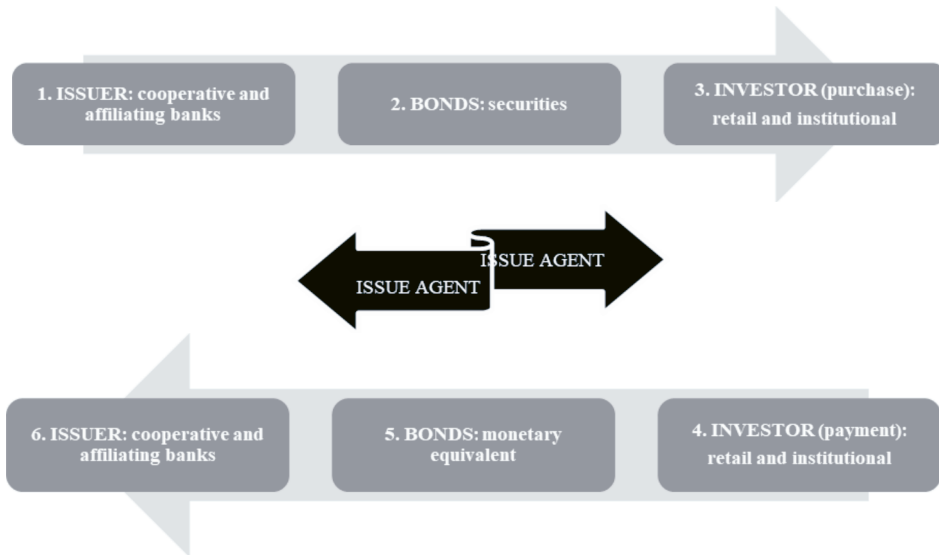 1. ISSUER: cooperative and
affiliating banks
2. BONDS: securities
3. INVESTOR (purchase):
retail and institutional
ISSUE AGENT
ISSUE AGENT
6. ISSUER: cooperative and
affiliating banks
5. BONDS: monetary
equivalent
4. INVESTOR (payment):
retail and institutional